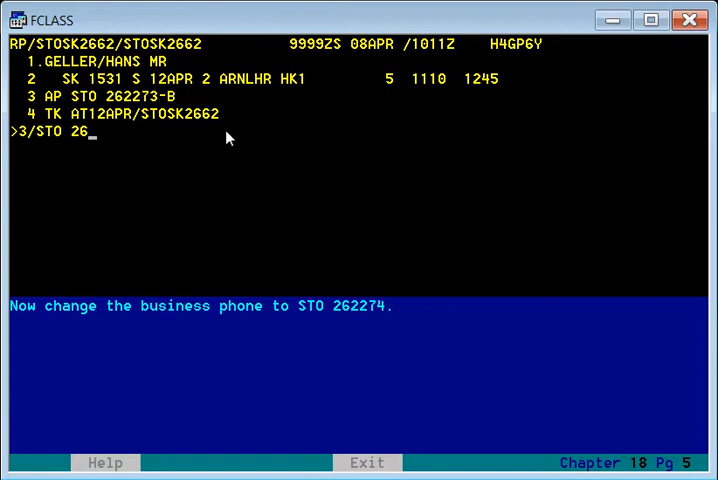 FCLASS
RP/STOSK2662/STOSK2662 9999ZS 08APR /1011Z H4GP6Y
1.GELLER/HANS MR
2 SK 1531 S 12APR 2 ARNLHR HK1 5 1110 1245
3 AP STO 262273-B
4 TK AT12APR/STOSK2662
>3/STO 26_
Now change the business phone to STO 262274.
Help Exit Chapter 18 Pg 5